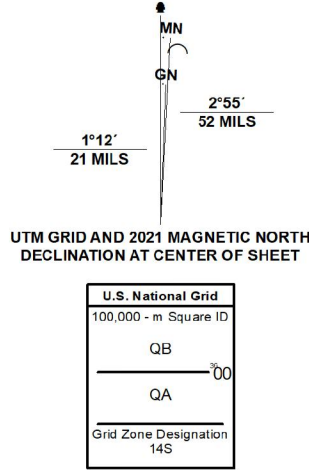 MN
GN
2°55´
52 MILS
1°12´
21 MILS
UTM GRID AND 2021 MAGNETIC NORTH
DECLINATION AT CENTER OF SHEET
U.S. National Grid
100,000 - m Square ID
QB
3600
QA
Grid Zone Designation
14S